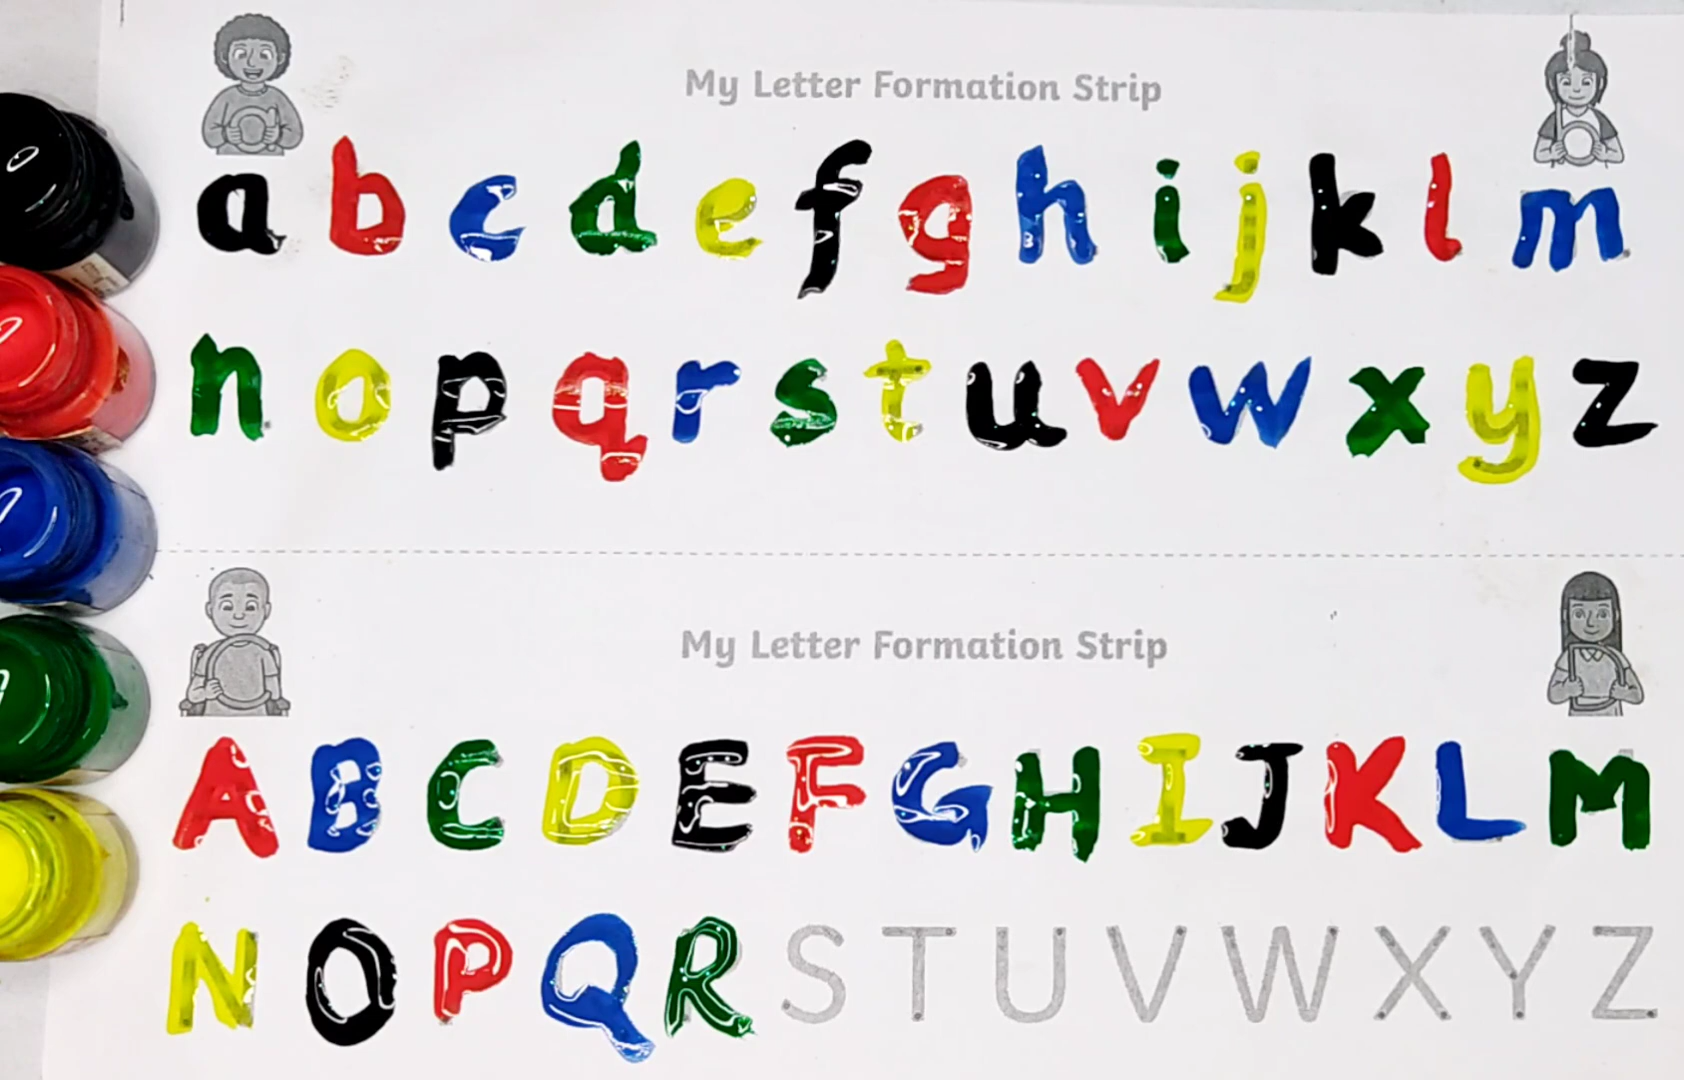 My Letter Formation Strip
a b c d e f g h i j k l m
n o p q r s t u v w x y z
My Letter Formation Strip
A B C D E F G H I J K L M
N O P Q R S T U V W X Y Z